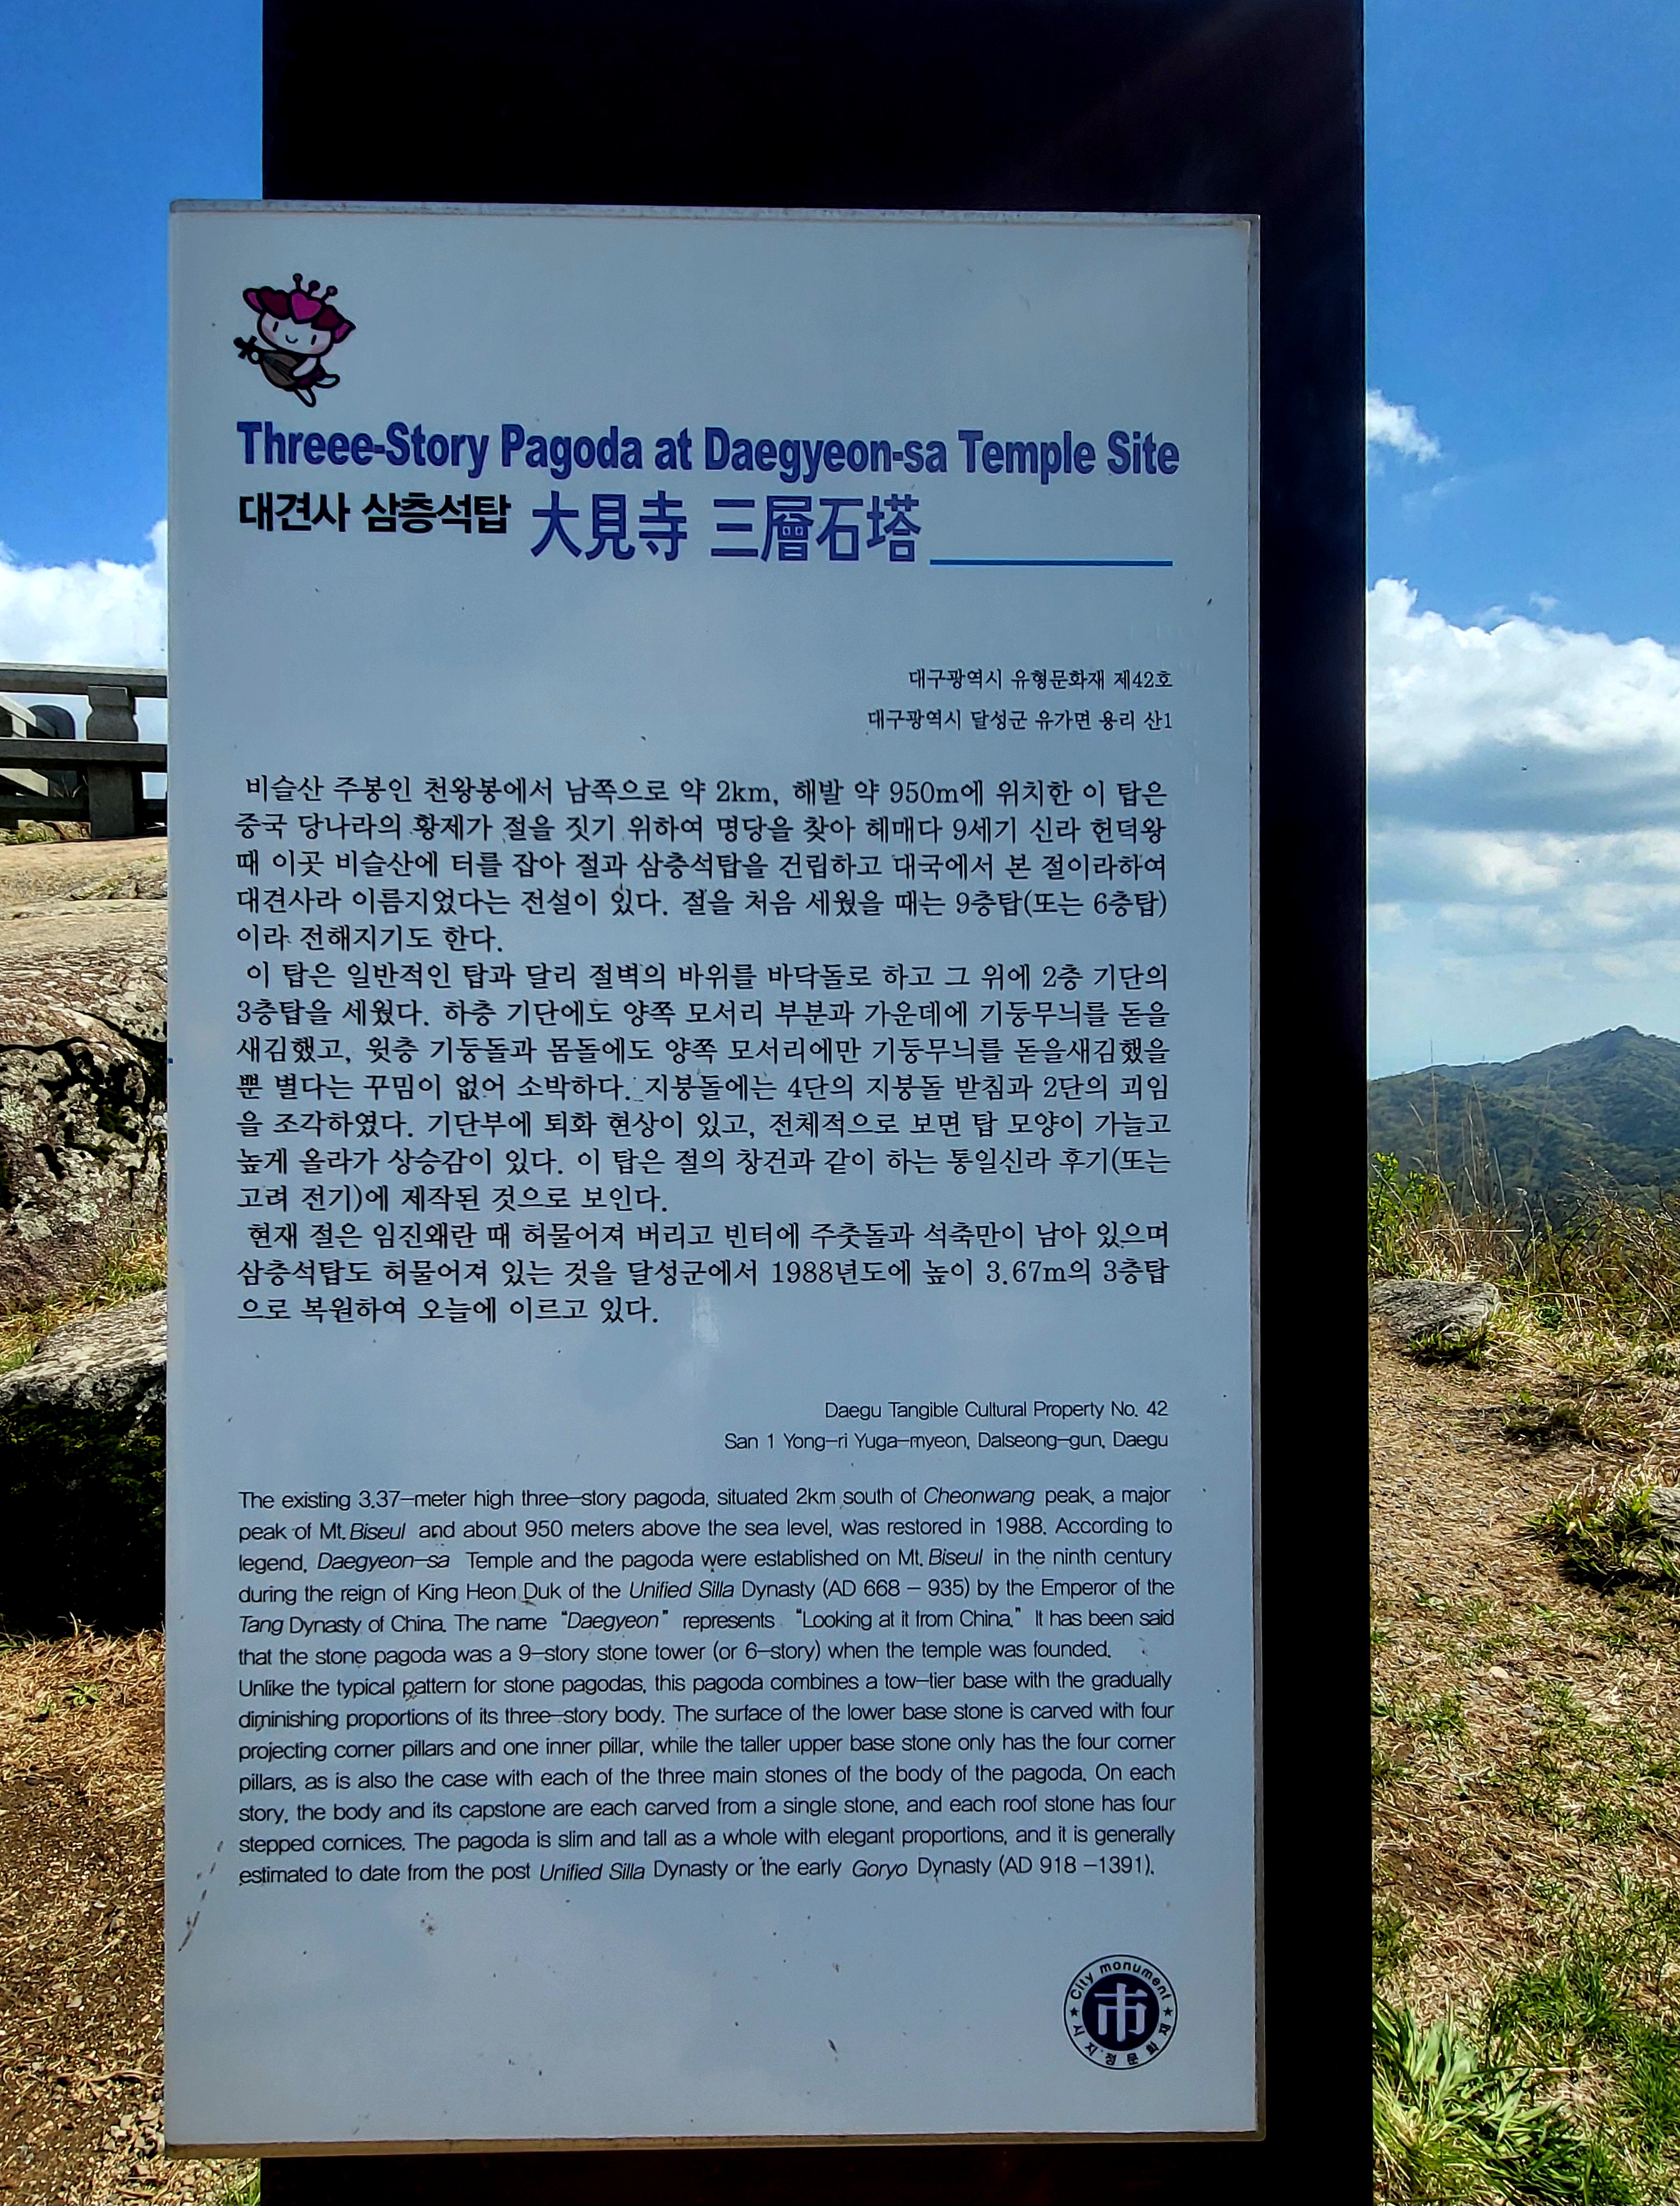 Threee-Story Pagoda at Daegyeon-sa Temple Site
대견사 삼층석탑 大見寺 三層石塔
대구광역시 유형문화재 제42호
대구광역시 달성군 유가면 용리 산1
비슬산 주봉인 천왕봉에서 남쪽으로 약 2km, 해발 약 950m에 위치한 이 탑은
중국 당나라의 황제가 절을 짓기 위하여 명당을 찾아 헤매다 9세기 신라 헌덕왕
때 이곳 비슬산에 터를 잡아 절과 삼층석탑을 건립하고 대국에서 본 절이라하여
대견사라 이름지었다는 전설이 있다. 절을 처음 세웠을 때는 9층탑(또는 6층탑)
이라 전해지기도 한다.
이 탑은 일반적인 탑과 달리 절벽의 바위를 바닥돌로 하고 그 위에 2층 기단의
3층탑을 세웠다. 하층 기단에도 양쪽 모서리 부분과 가운데에 기둥무늬를 돋을
새김했고, 윗층 기둥돌과 몸돌에도 양쪽 모서리에만 기둥무늬를 돋을새김했을
뿐 별다는 꾸밈이 없어 소박하다. 지붕돌에는 4단의 지붕돌 받침과 2단의 괴임
을 조각하였다. 기단부에 퇴화 현상이 있고, 전체적으로 보면 탑 모양이 가늘고
높게 올라가 상승감이 있다. 이 탑은 절의 창건과 같이 하는 통일신라 후기(또는
고려 전기)에 제작된 것으로 보인다.
현재 절은 임진왜란 때 허물어져 버리고 빈터에 주춧돌과 석축만이 남아 있으며
삼층석탑도 허물어져 있는 것을 달성군에서 1988년도에 높이 3.67m의 3층탑
으로 복원하여 오늘에 이르고 있다.
Daegu Tangible Cultural Property No. 42
San 1 Yong-ri Yuga-myeon, Dalseong-gun, Daegu
The existing 3.37-meter high three-story pagoda, situated 2km south of Cheonwang peak, a major
peak of Mt. Biseul and about 950 meters above the sea level, was restored in 1988. According to
legend, Daegyeon-sa Temple and the pagoda were established on Mt. Biseul in the ninth century
during the reign of King Heon Duk of the Unified Silla Dynasty (AD 668 - 935) by the Emperor of the
Tang Dynasty of China. The name “Daegyeon” represents “Looking at it from China.” It has been said
that the stone pagoda was a 9-story stone tower (or 6-story) when the temple was founded.
Unlike the typical pattern for stone pagodas, this pagoda combines a tow-tier base with the gradually
diminishing proportions of its three-story body. The surface of the lower base stone is carved with four
projecting corner pillars and one inner pillar, while the taller upper base stone only has the four corner
pillars, as is also the case with each of the three main stones of the body of the pagoda. On each
story, the body and its capstone are each carved from a single stone, and each roof stone has four
stepped cornices. The pagoda is slim and tall as a whole with elegant proportions, and it is generally
estimated to date from the post Unified Silla Dynasty or the early Goryo Dynasty (AD 918 -1391).
City monument
市
시지정문화재